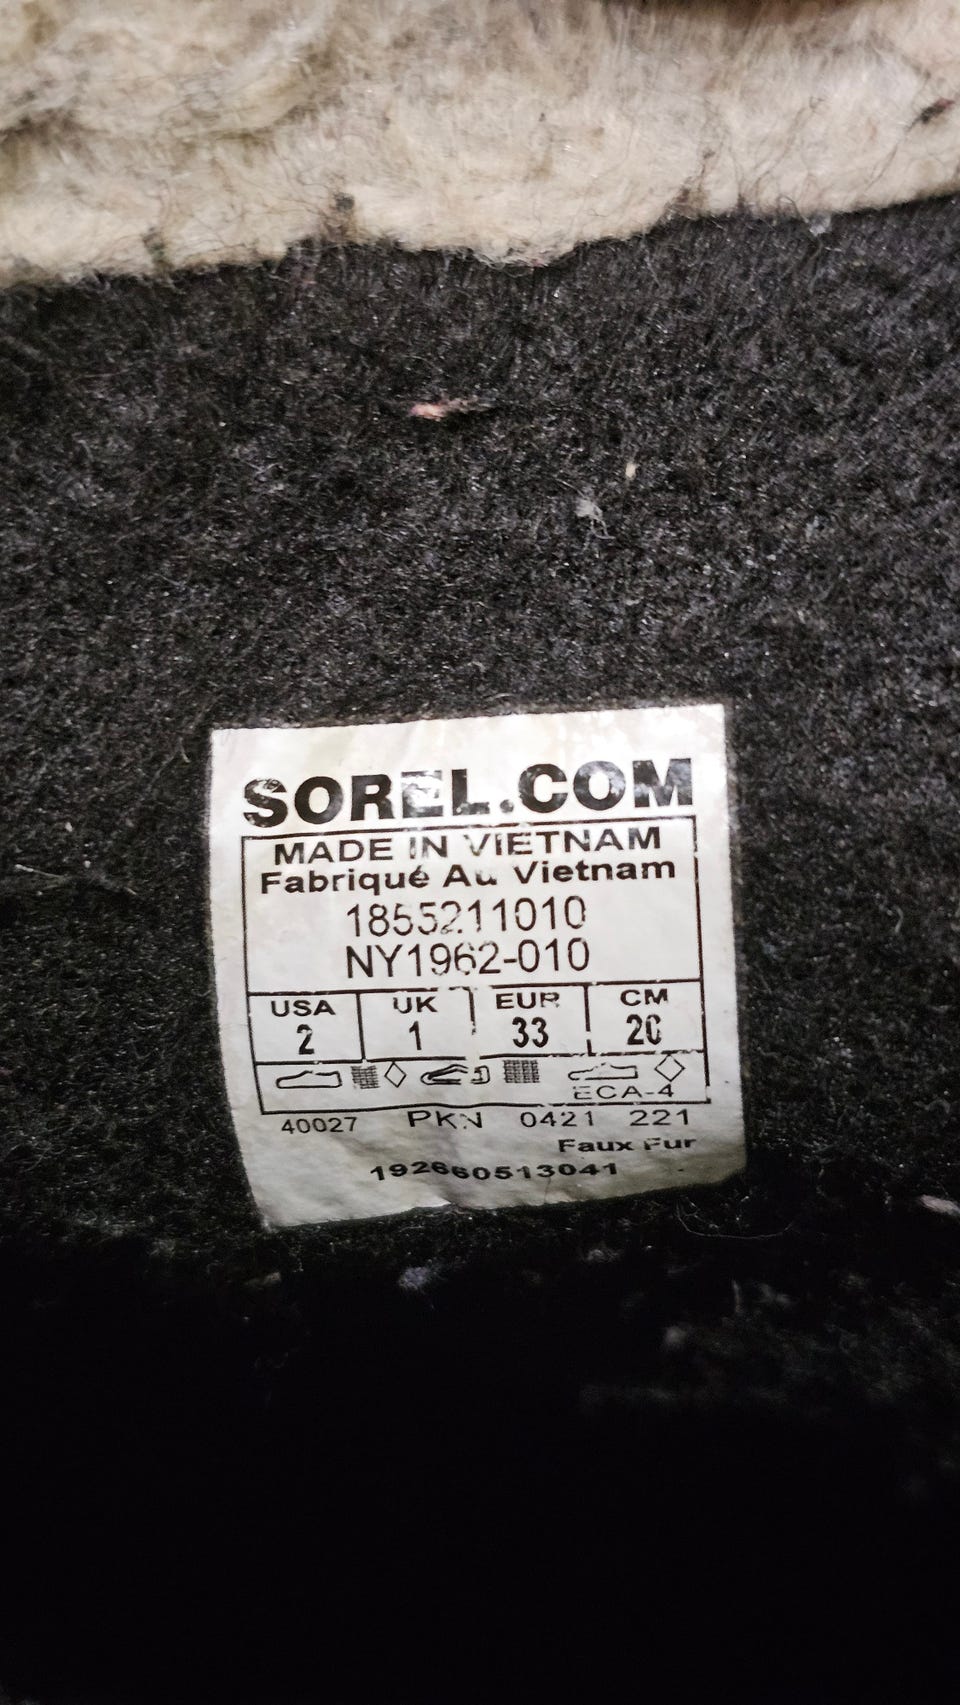 SOREL.COM
MADE IN VIETNAM
Fabriqué Au Vietnam
1855211010
NY1962-010
USA UK EUR CM
2 1 33 20
ECA-4
40027 PKN 0421 221
Faux Fur
192660513041